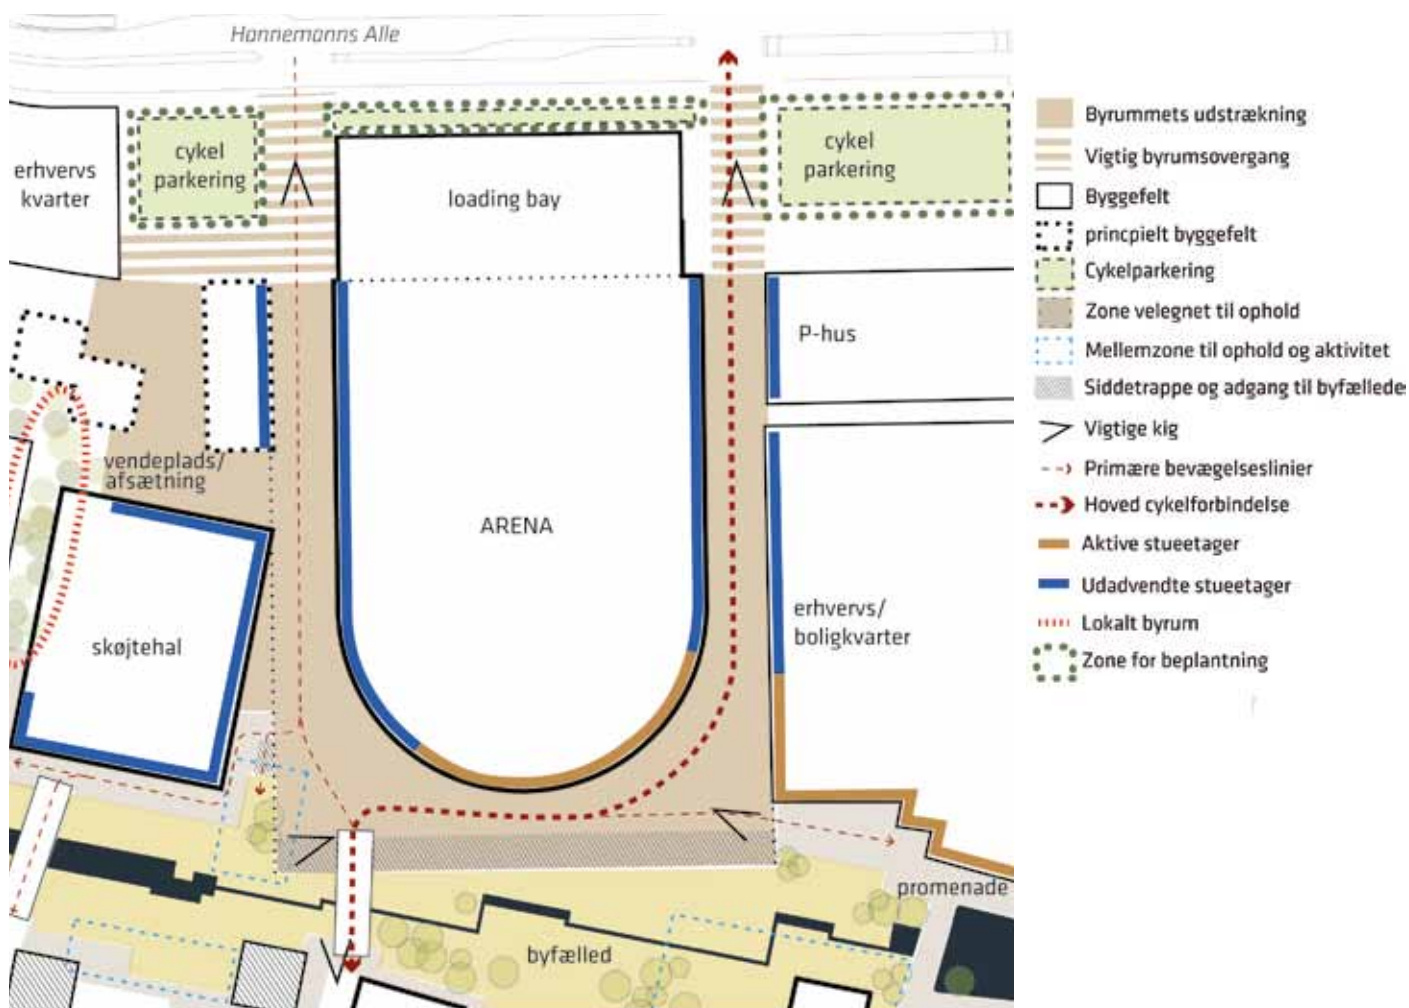 Hannemanns Alle
erhvervs
kvarter
cykel
parkering
loading bay
cykel
parkering
P-hus
vendeplads/
afsætning
ARENA
skøjtehal
erhvervs/
boligkvarter
promenade
byfælled
Byrummets udstrækning
Vigtig byrumsovergang
Byggefelt
princpielt byggefelt
Cykelparkering
Zone velegnet til ophold
Mellemzone til ophold og aktivitet
Siddetrappe og adgang til byfællede
Vigtige kig
Primære bevægelseslinier
Hoved cykelforbindelse
Aktive stueetager
Udadvendte stueetager
Lokalt byrum
Zone for beplantning